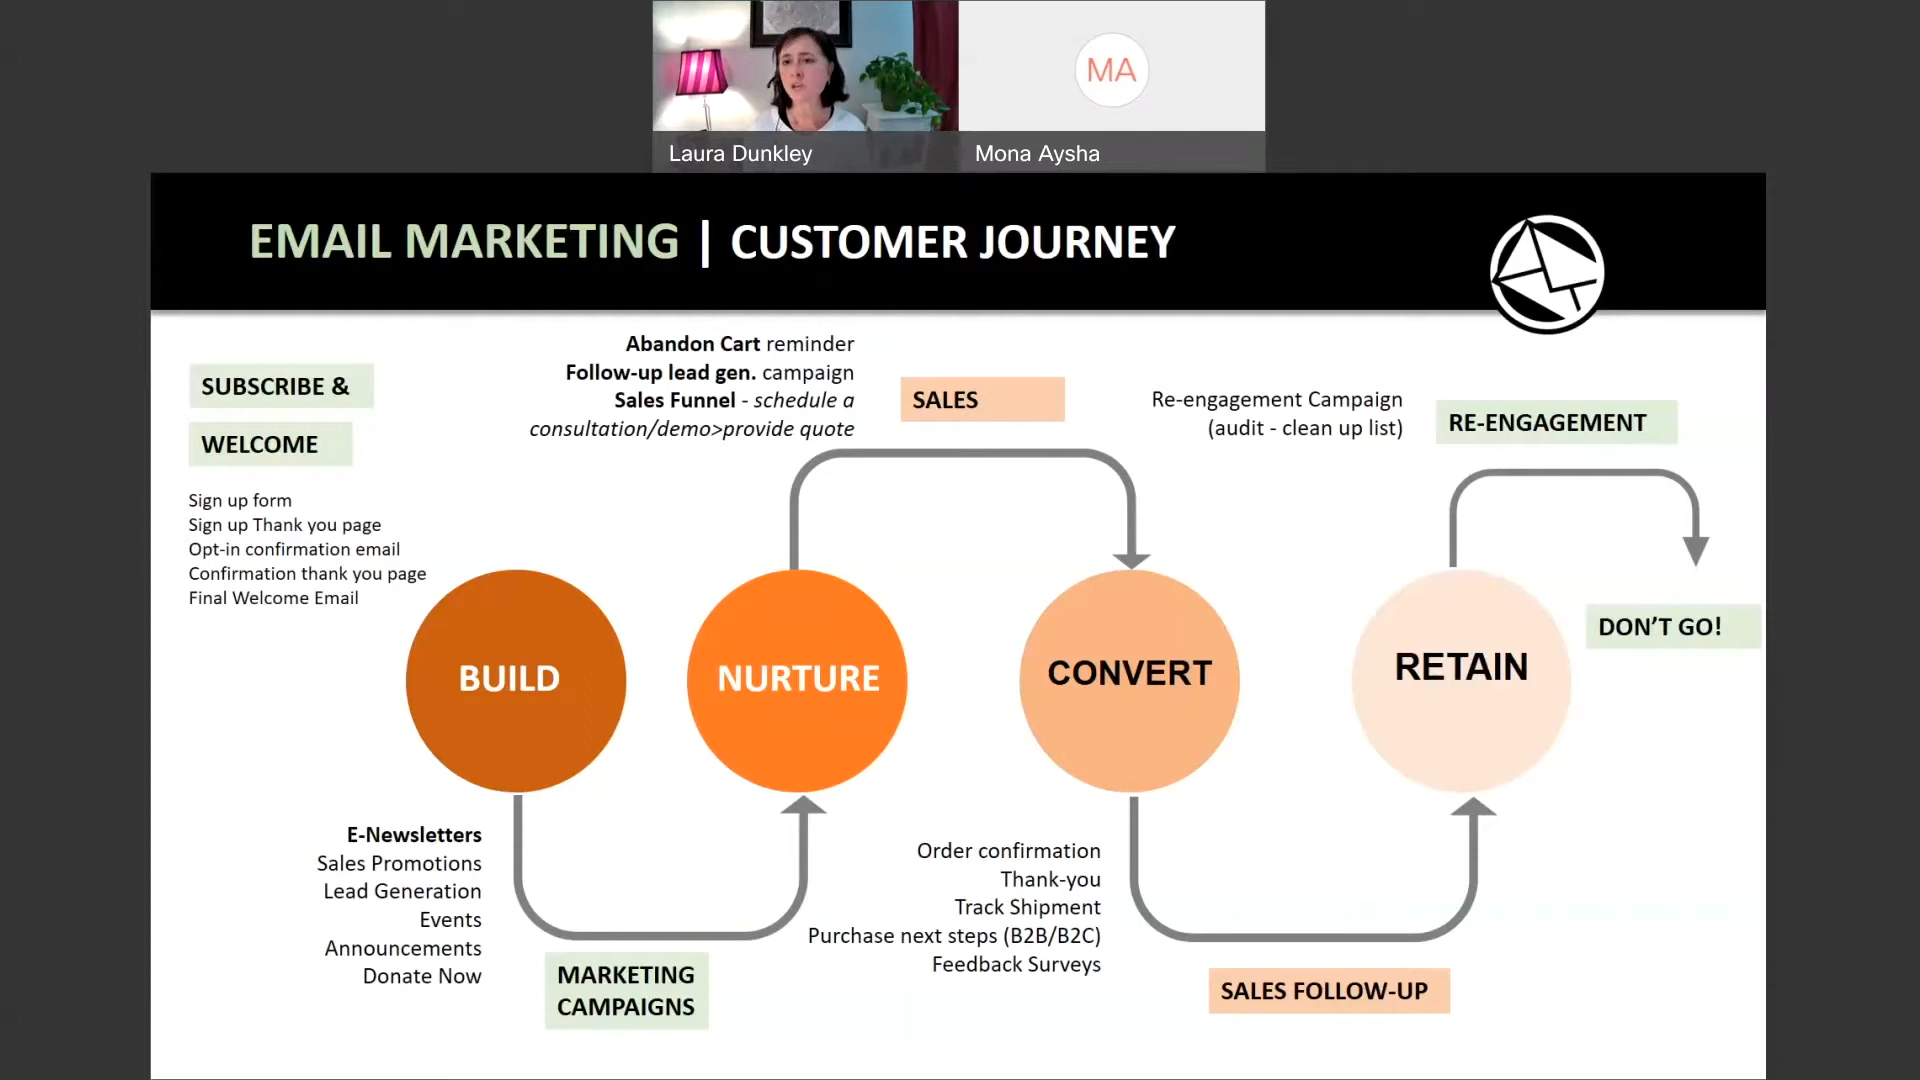 MA
Laura Dunkley
Mona Aysha
EMAIL MARKETING | CUSTOMER JOURNEY
SUBSCRIBE &
WELCOME
Sign up form
Sign up Thank you page
Opt-in confirmation email
Confirmation thank you page
Final Welcome Email
Abandon Cart reminder
Follow-up lead gen. campaign
Sales Funnel - schedule a
consultation/demo>provide quote
SALES
Re-engagement Campaign
(audit - clean up list)
RE-ENGAGEMENT
DON'T GO!
BUILD
NURTURE
CONVERT
RETAIN
E-Newsletters
Sales Promotions
Lead Generation
Events
Announcements
Donate Now
MARKETING
CAMPAIGNS
Order confirmation
Thank-you
Track Shipment
Purchase next steps (B2B/B2C)
Feedback Surveys
SALES FOLLOW-UP